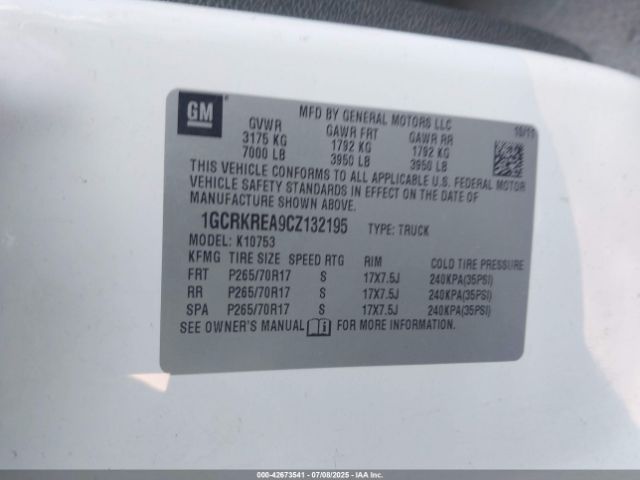 GM
MFD BY GENERAL MOTORS LLC
10/11
GVWR GAWR FRT GAWR RR
3175 KG 1792 KG 1792 KG
7000 LB 3950 LB 3950 LB
THIS VEHICLE CONFORMS TO ALL APPLICABLE U.S. FEDERAL MOTOR
VEHICLE SAFETY STANDARDS IN EFFECT ON THE DATE OF
MANUFACTURE SHOWN ABOVE.
1GCRKREA9CZ132195 TYPE: TRUCK
MODEL: K10753
KFMG TIRE SIZE SPEED RTG RIM COLD TIRE PRESSURE
FRT P265/70R17 S 17X7.5J 240KPA(35PSI)
RR P265/70R17 S 17X7.5J 240KPA(35PSI)
SPA P265/70R17 S 17X7.5J 240KPA(35PSI)
SEE OWNER'S MANUAL FOR MORE INFORMATION.
000-42673541 / 07/08/2025 / IAA Inc.